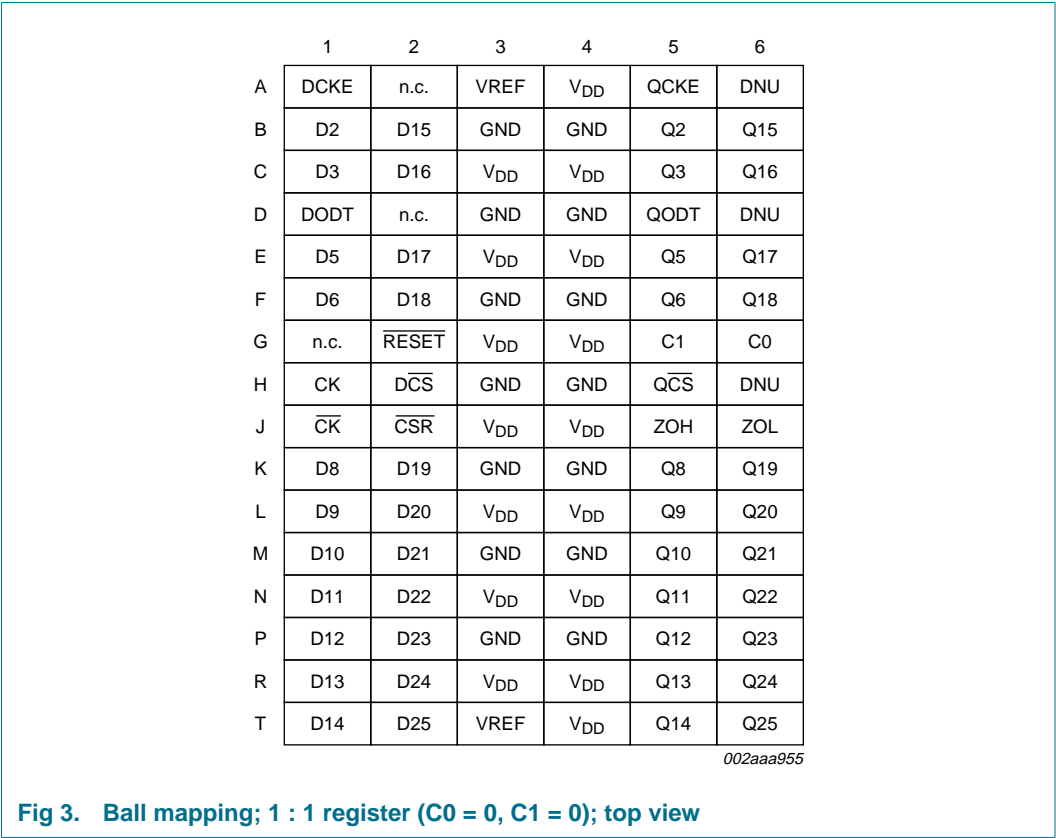 1 2 3 4 5 6
A DCKE n.c. VREF VDD QCKE DNU
B D2 D15 GND GND Q2 Q15
C D3 D16 VDD VDD Q3 Q16
D DODT n.c. GND GND QODT DNU
E D5 D17 VDD VDD Q5 Q17
F D6 D18 GND GND Q6 Q18
G n.c. R̅E̅S̅E̅T̅ VDD VDD C1 C0
H CK DC̅S̅ GND GND QC̅S̅ DNU
J C̅K̅ C̅S̅R̅ VDD VDD ZOH ZOL
K D8 D19 GND GND Q8 Q19
L D9 D20 VDD VDD Q9 Q20
M D10 D21 GND GND Q10 Q21
N D11 D22 VDD VDD Q11 Q22
P D12 D23 GND GND Q12 Q23
R D13 D24 VDD VDD Q13 Q24
T D14 D25 VREF VDD Q14 Q25
002aaa955
Fig 3. Ball mapping; 1 : 1 register (C0 = 0, C1 = 0); top view